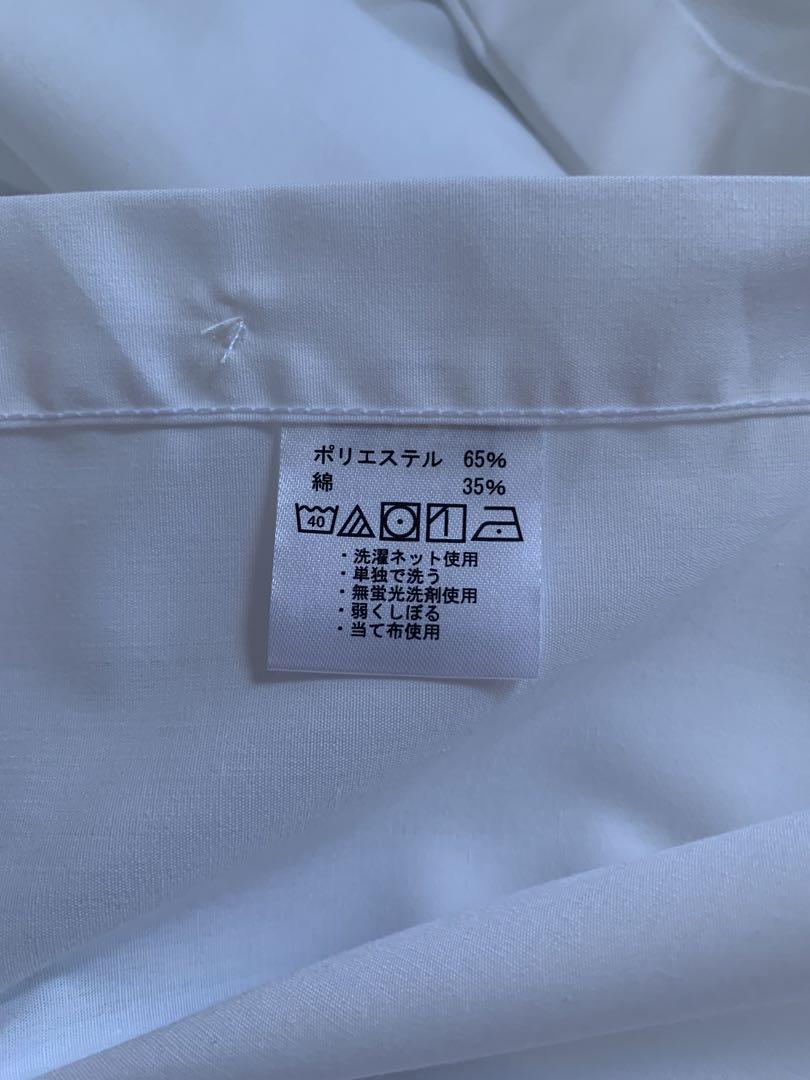 ポリエステル 65%
綿 35%
40
・洗濯ネット使用
・単独で洗う
・無蛍光洗剤使用
・弱くしぼる
・当て布使用